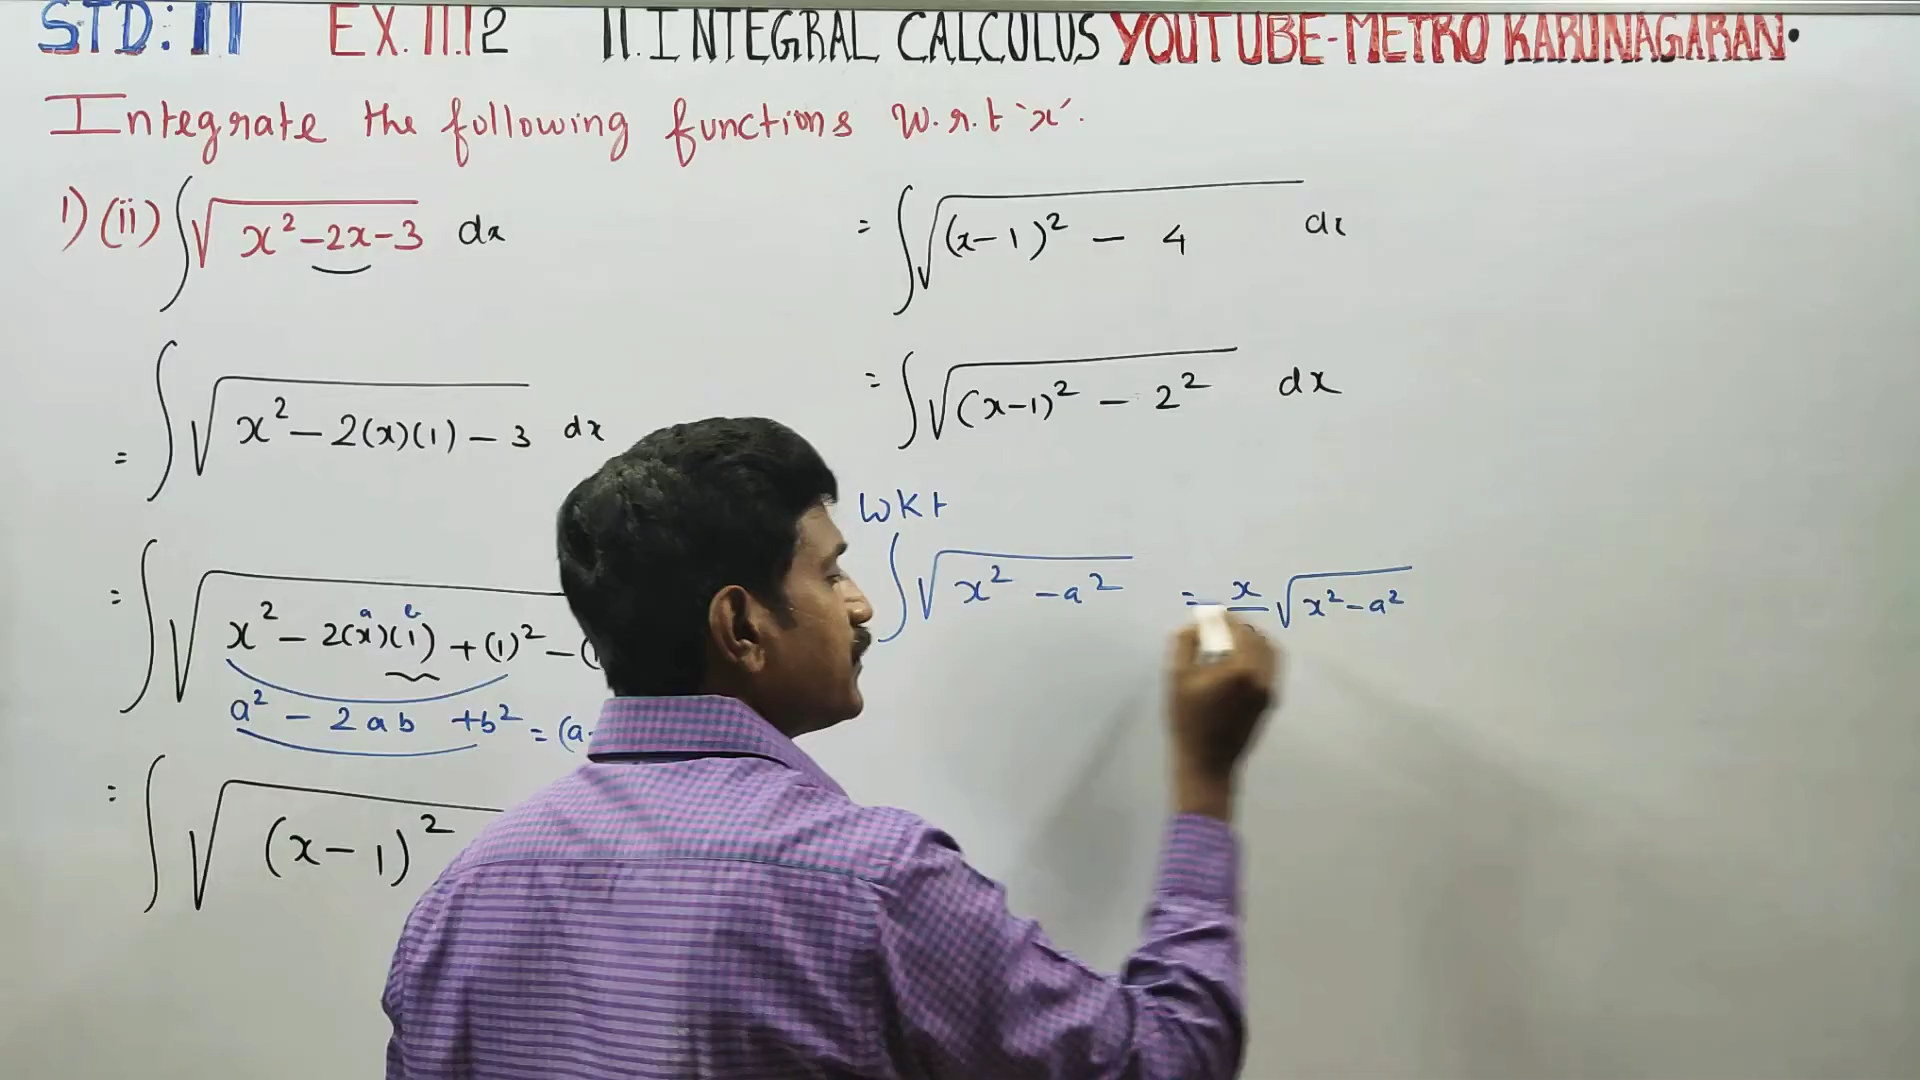 STD: 11 EX.11.12 11. INTEGRAL CALCULUS YOUTUBE-METRO KARUNAGARAN.
Integrate the following functions w.r.t 'x'.
1) (ii) ∫√(x² - 2x - 3) dx
= ∫√(x² - 2(x)(1) - 3) dx
= ∫√(x² - 2(x)(1) + (1)² - (
a b
a² - 2ab + b² = (a-
: ∫√((x-1)²
= ∫√((x-1)² - 4) dx
= ∫√((x-1)² - 2²) dx
WKT
∫√(x² - a²) = x/2 √(x² - a²)